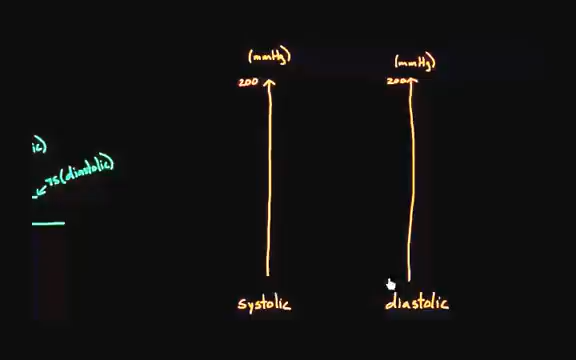 (mmHg)
(mmHg)
200
200
ic)
75 (diastolic)
systolic
diastolic